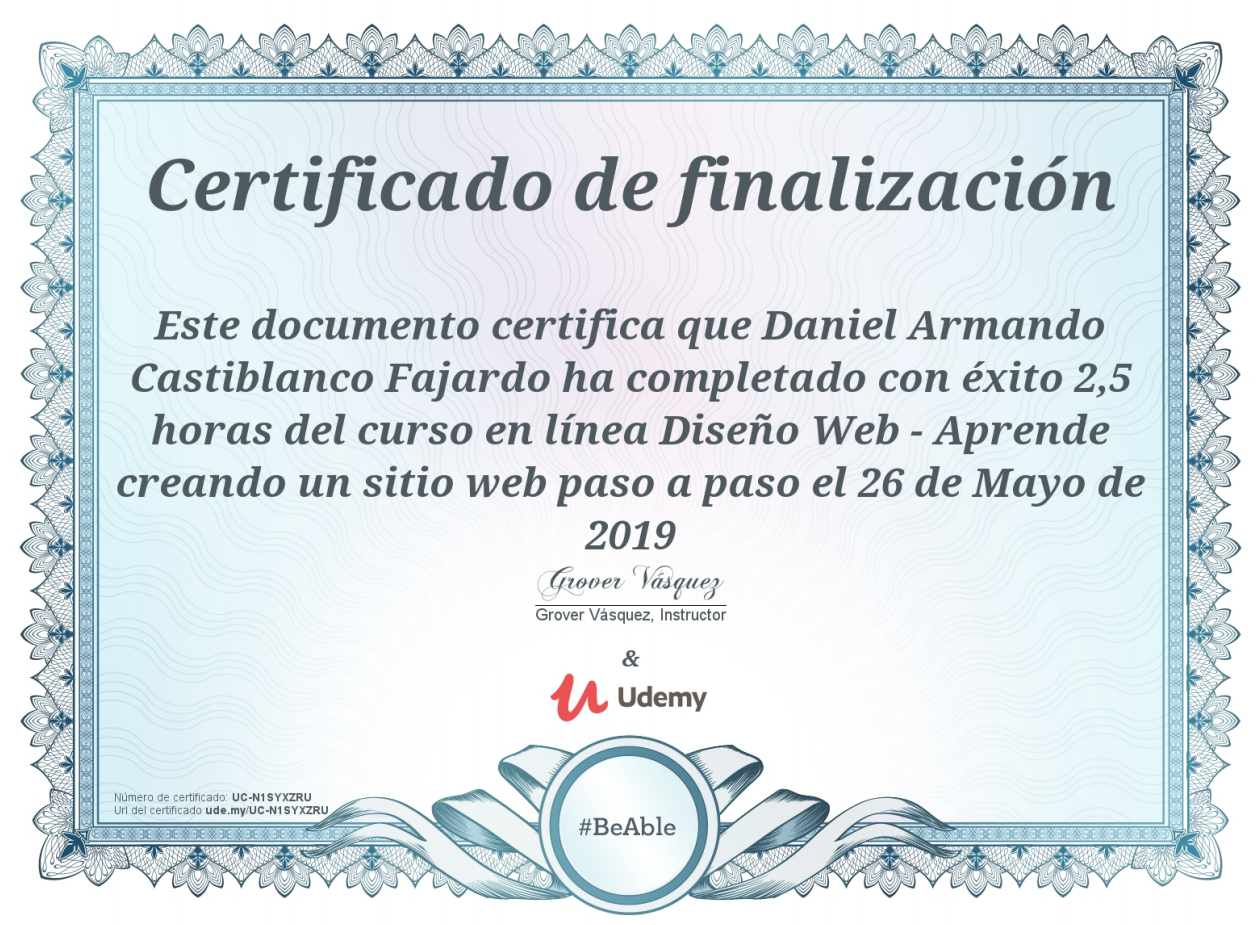 Certificado de finalización
Este documento certifica que Daniel Armando
Castiblanco Fajardo ha completado con éxito 2,5
horas del curso en línea Diseño Web - Aprende
creando un sitio web paso a paso el 26 de Mayo de
2019
Grover Vásquez
Grover Vásquez, Instructor
&
Udemy
Número de certificado: UC-N1SYXZRU
Url del certificado ude.my/UC-N1SYXZRU
#BeAble